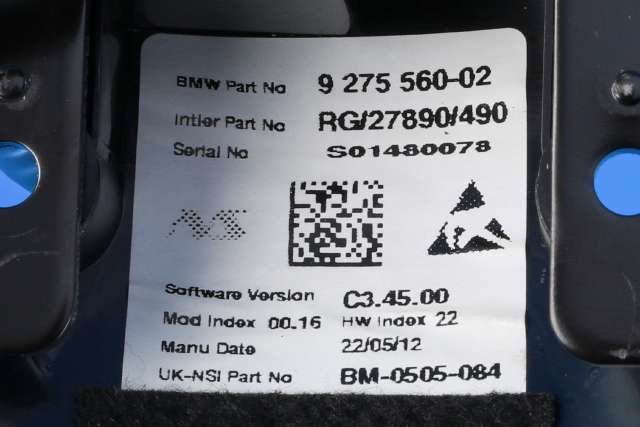 BMW Part No 9 275 560-02
Intier Part No RG/27890/490
Serial No S01480078
Software Version C3.45.00
Mod Index 00.16 HW Index 22
Manu Date 22/05/12
UK-NSI Part No BM-0505-084